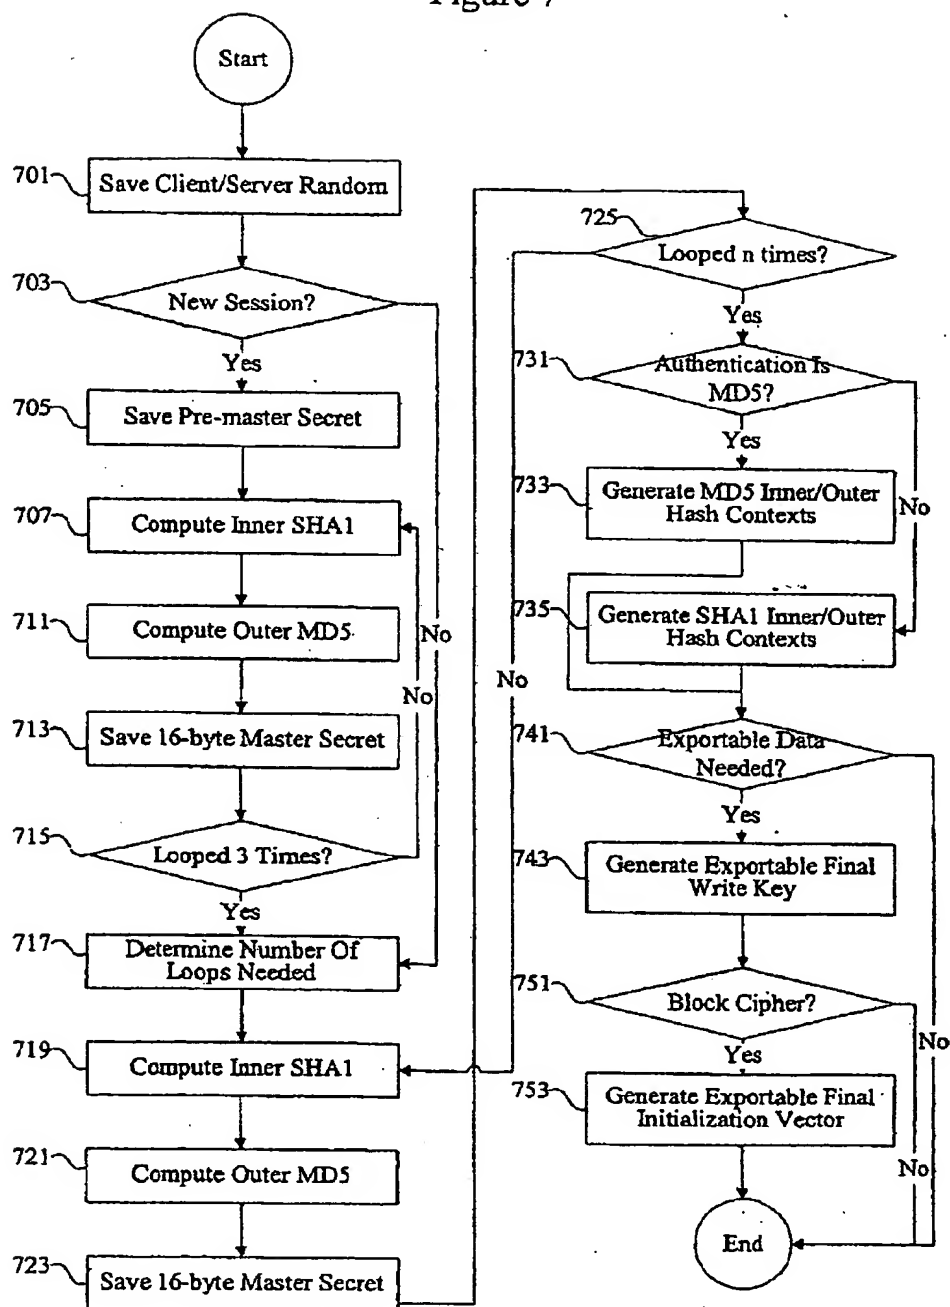 Figure 7
Start
701
Save Client/Server Random
703
New Session?
Yes
705
Save Pre-master Secret
707
Compute Inner SHA1
711
Compute Outer MD5
No
No
713
Save 16-byte Master Secret
715
Looped 3 Times?
Yes
717
Determine Number Of
Loops Needed
719
Compute Inner SHA1
721
Compute Outer MD5
723
Save 16-byte Master Secret
725
Looped n times?
No
Yes
731
Authentication Is
MD5?
Yes
No
733
Generate MD5 Inner/Outer
Hash Contexts
735
Generate SHA1 Inner/Outer
Hash Contexts
741
Exportable Data
Needed?
Yes
743
Generate Exportable Final
Write Key
751
Block Cipher?
No
Yes
753
Generate Exportable Final
Initialization Vector
No
End